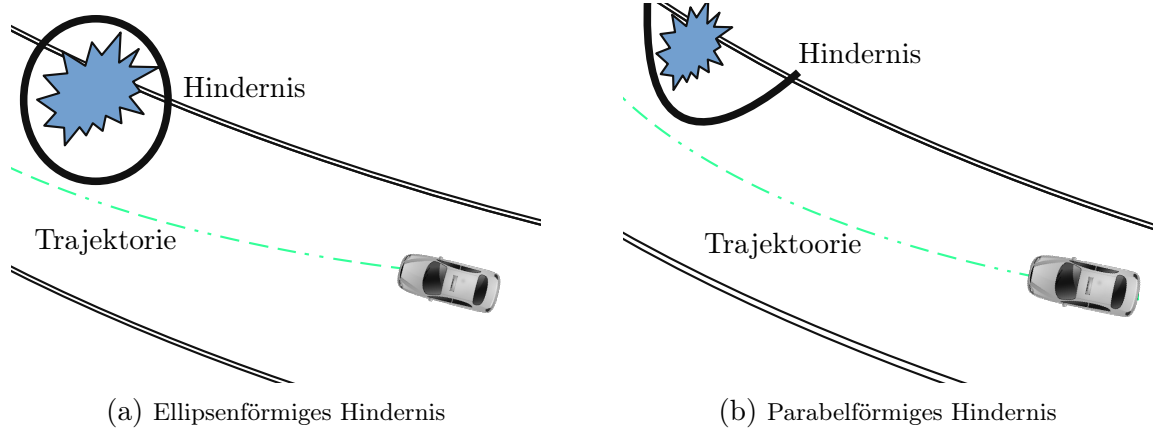 Hindernis
Trajektorie
(a) Ellipsenförmiges Hindernis
Hindernis
Trajektoorie
(b) Parabelförmiges Hindernis